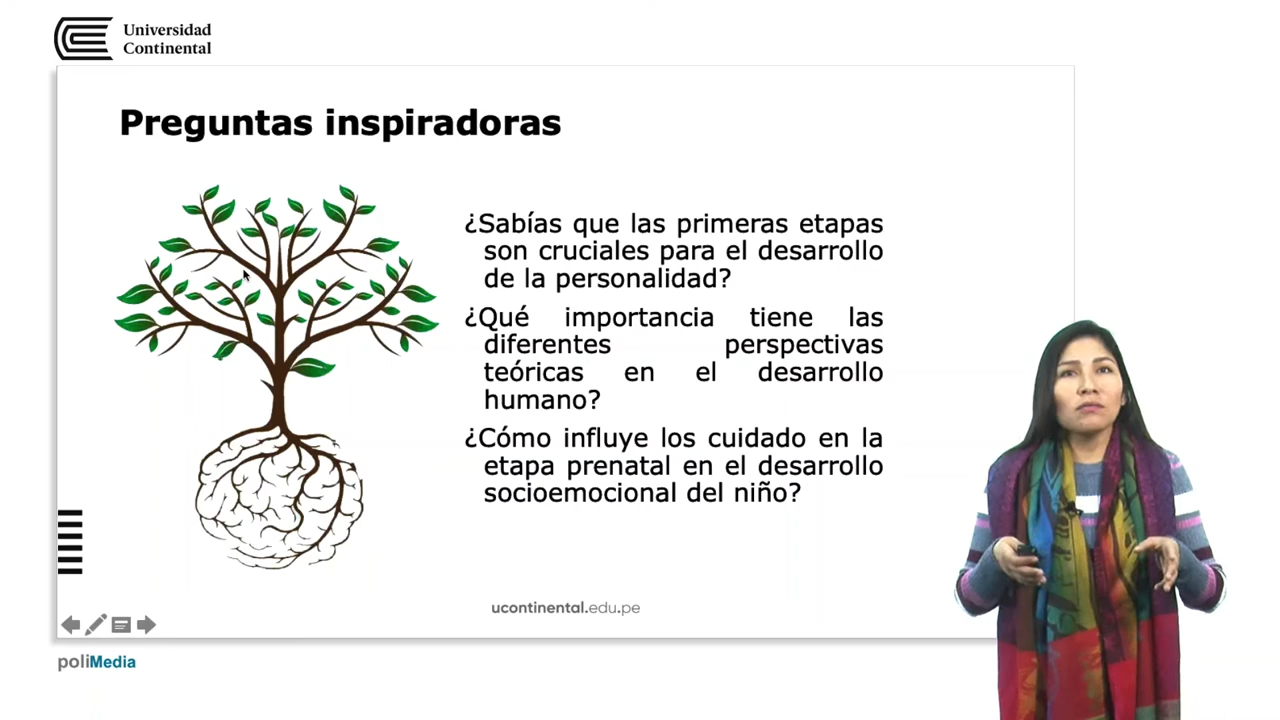 Universidad
Continental
Preguntas inspiradoras
¿Sabías que las primeras etapas
son cruciales para el desarrollo
de la personalidad?
¿Qué importancia tiene las
diferentes perspectivas
teóricas en el desarrollo
humano?
¿Cómo influye los cuidado en la
etapa prenatal en el desarrollo
socioemocional del niño?
ucontinental.edu.pe
poliMedia